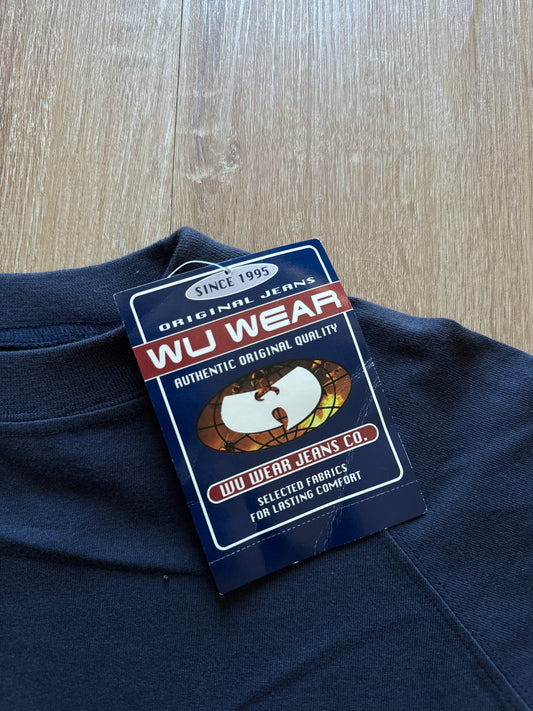 SINCE 1995
ORIGINAL JEANS
WU WEAR
AUTHENTIC ORIGINAL QUALITY
WU WEAR JEANS CO.
SELECTED FABRICS
FOR LASTING COMFORT